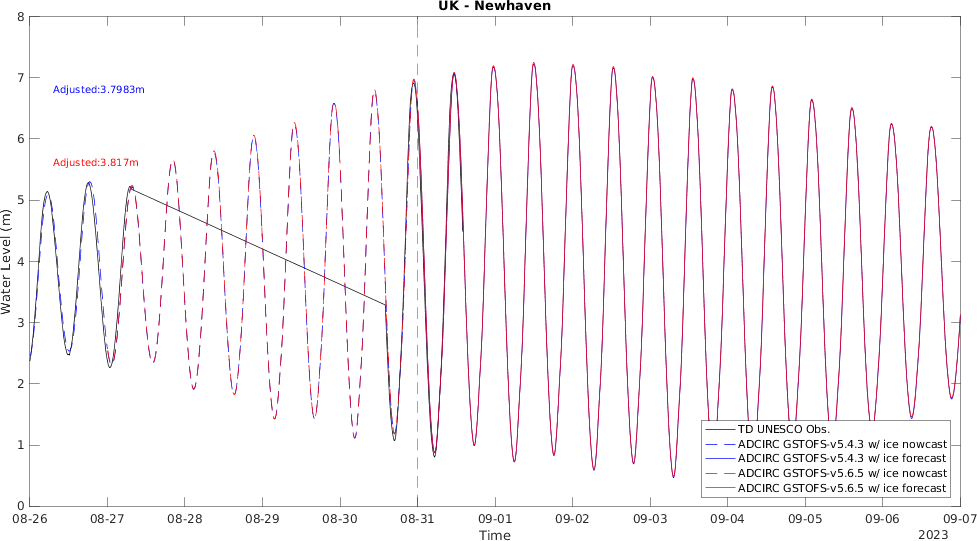 UK - Newhaven
8
7
6
5
4
3
2
1
0
Water Level (m)
Adjusted:3.7983m
Adjusted:3.817m
TD UNESCO Obs.
ADCIRC GSTOFS-v5.4.3 w/ ice nowcast
ADCIRC GSTOFS-v5.4.3 w/ ice forecast
ADCIRC GSTOFS-v5.6.5 w/ ice nowcast
ADCIRC GSTOFS-v5.6.5 w/ ice forecast
08-26 08-27 08-28 08-29 08-30 08-31 09-01 09-02 09-03 09-04 09-05 09-06 09-07
Time
2023